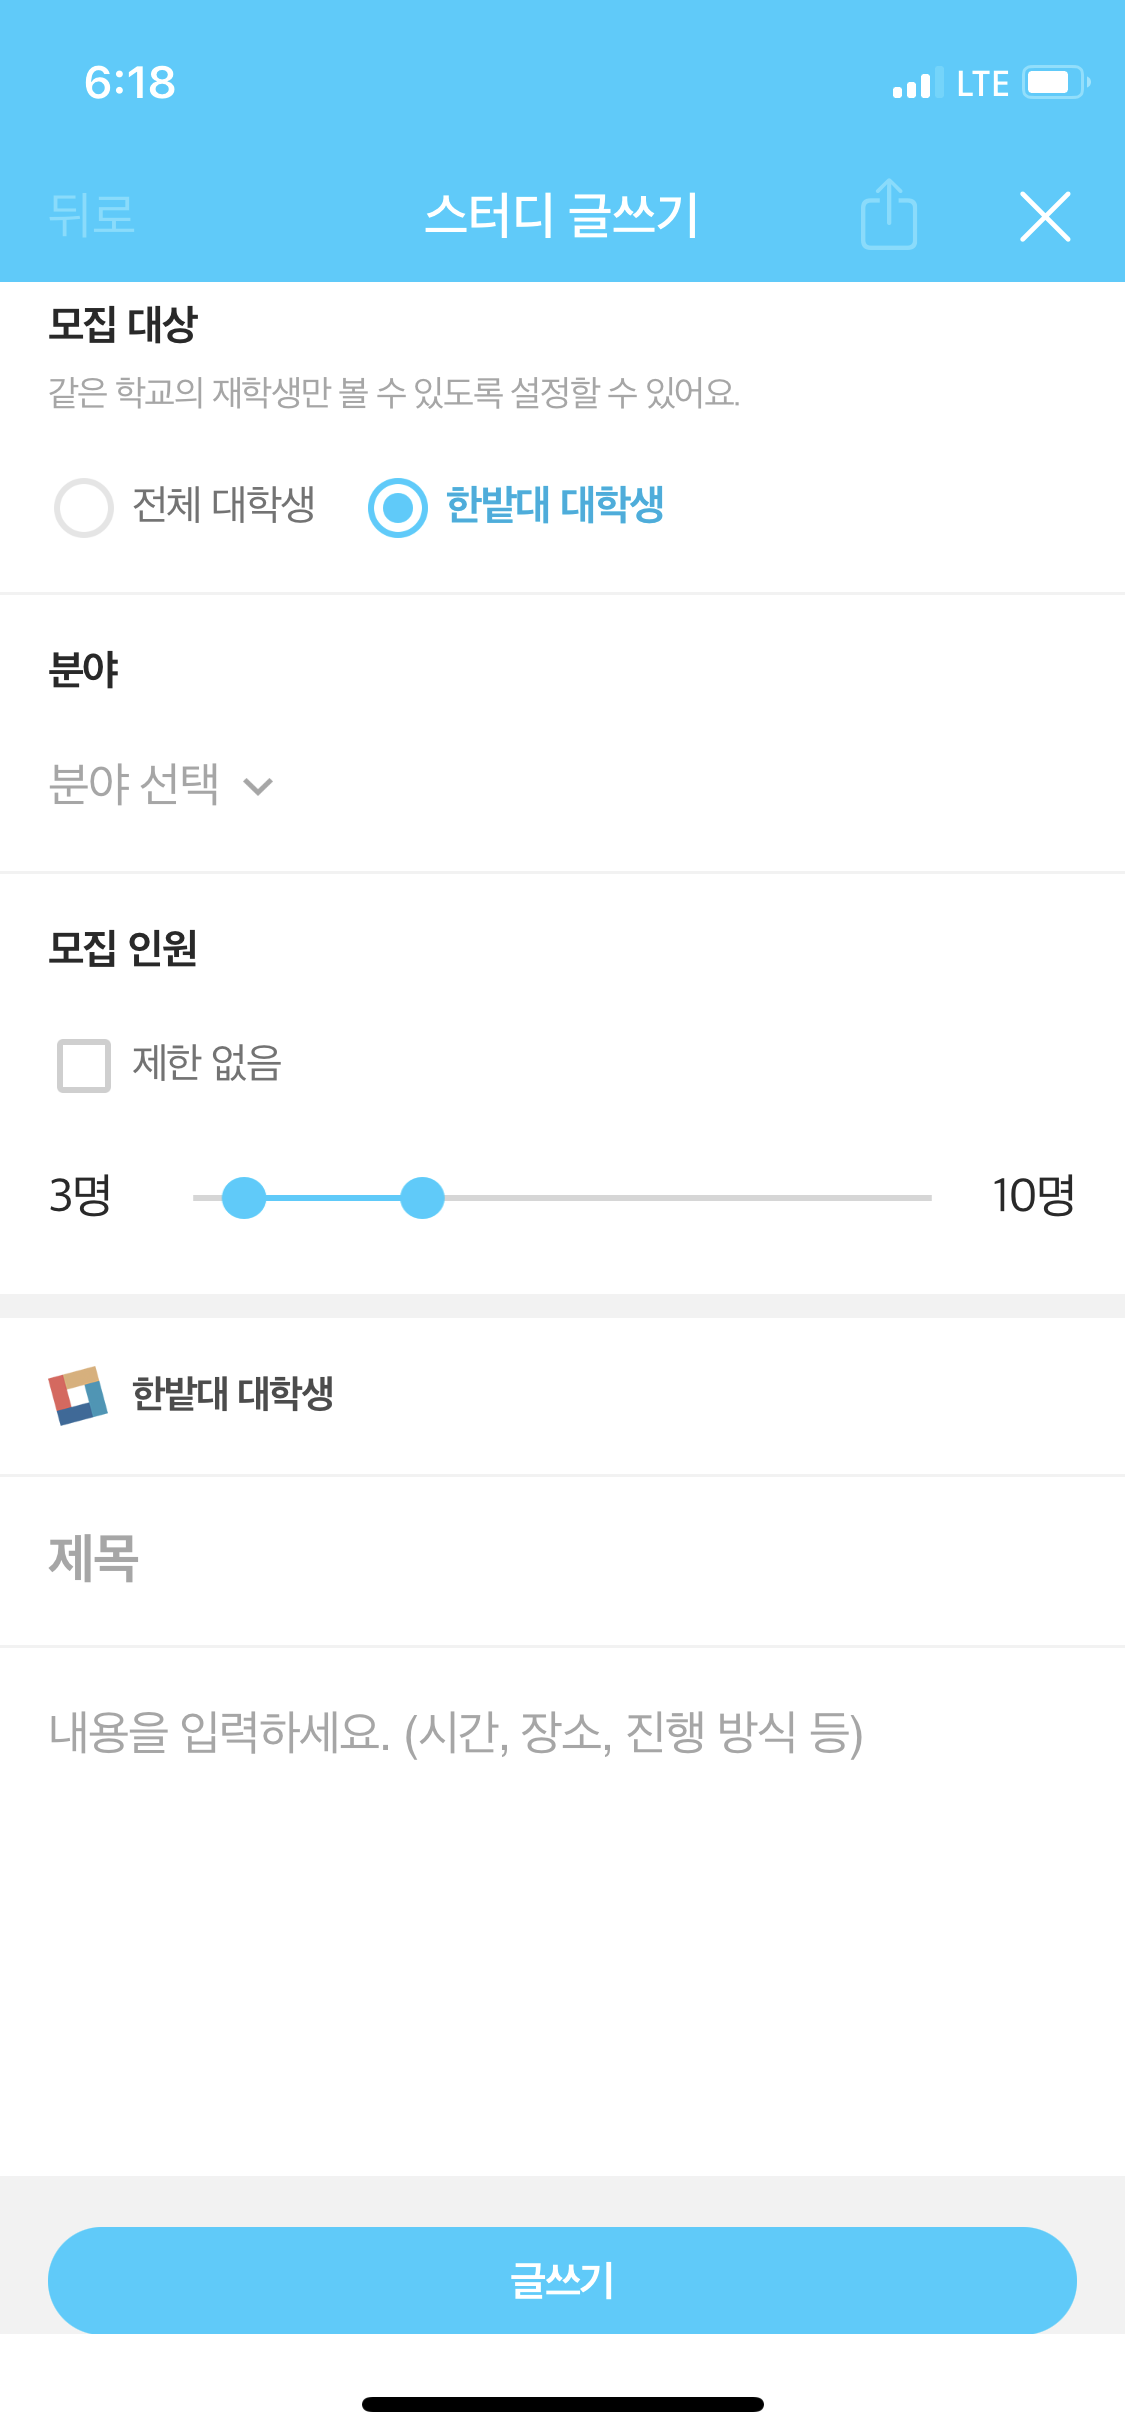 6:18
LTE
뒤로
스터디 글쓰기
모집 대상
같은 학교의 재학생만 볼 수 있도록 설정할 수 있어요.
전체 대학생
한밭대 대학생
분야
분야 선택
모집 인원
제한 없음
3명
10명
한밭대 대학생
제목
내용을 입력하세요. (시간, 장소, 진행 방식 등)
글쓰기